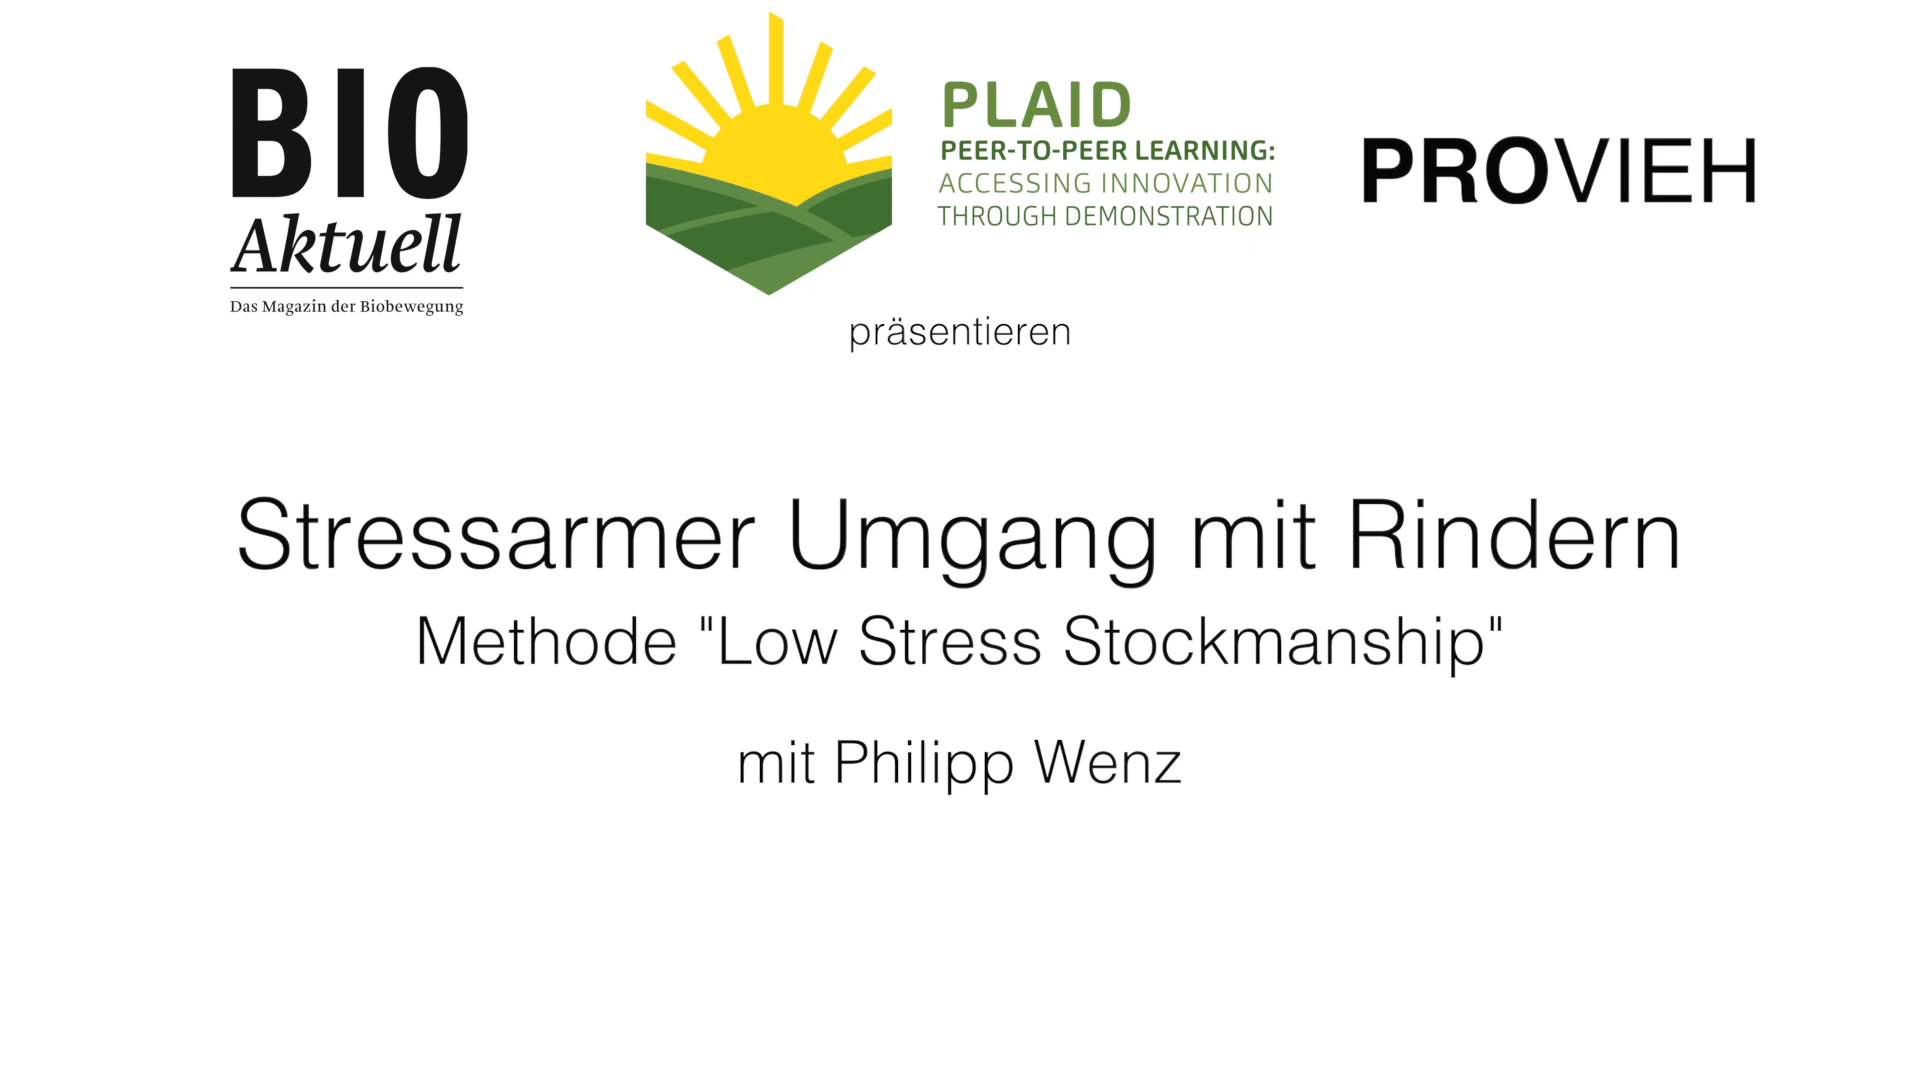 BIO
Aktuell
Das Magazin der Biobewegung
PLAID
PEER-TO-PEER LEARNING:
ACCESSING INNOVATION
THROUGH DEMONSTRATION
PROVIEH
präsentieren
Stressarmer Umgang mit Rindern
Methode "Low Stress Stockmanship"
mit Philipp Wenz